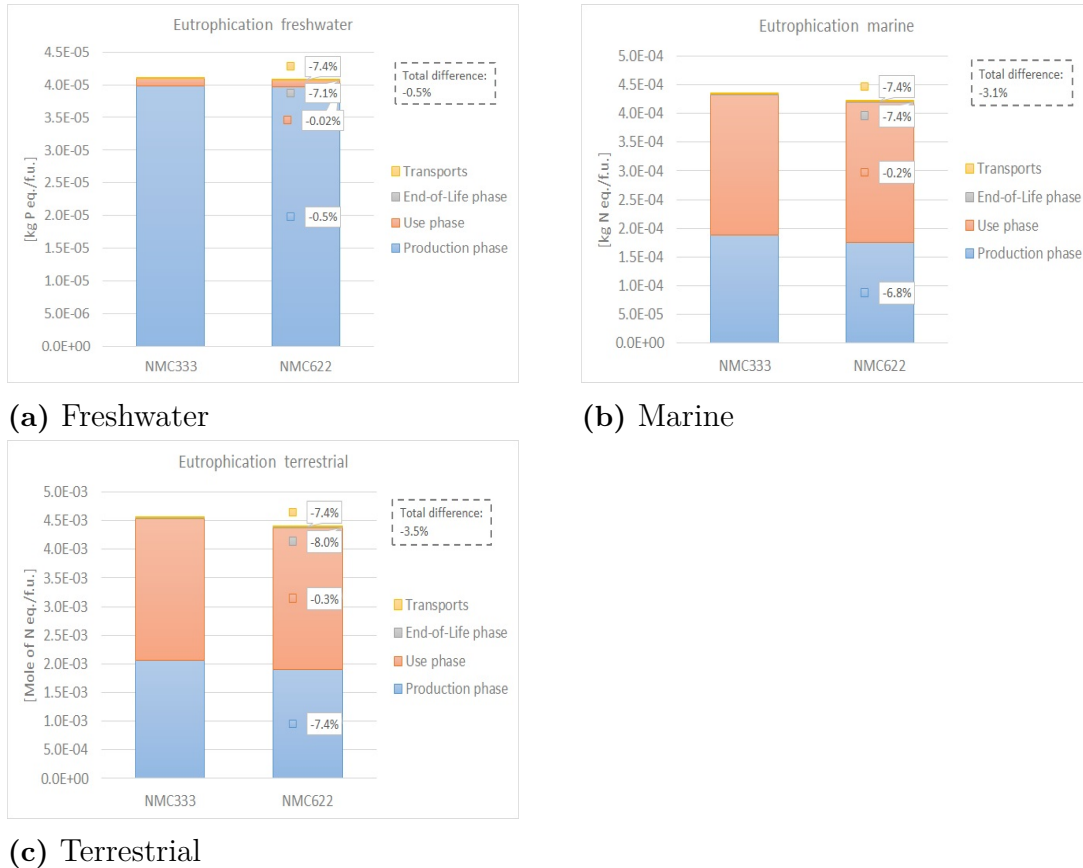 Eutrophication freshwater
4.5E-05
4.0E-05
3.5E-05
3.0E-05
2.5E-05
2.0E-05
1.5E-05
1.0E-05
5.0E-06
0.0E+00
[kg P eq./f.u.]
-7.4%
-7.1%
-0.02%
-0.5%
Total difference:
-0.5%
Transports
End-of-Life phase
Use phase
Production phase
NMC333
NMC622
(a) Freshwater
Eutrophication marine
5.0E-04
4.5E-04
4.0E-04
3.5E-04
3.0E-04
2.5E-04
2.0E-04
1.5E-04
1.0E-04
5.0E-05
0.0E+00
[kg N eq./f.u.]
-7.4%
-7.4%
-0.2%
-6.8%
Total difference:
-3.1%
Transports
End-of-Life phase
Use phase
Production phase
NMC333
NMC622
(b) Marine
Eutrophication terrestrial
5.0E-03
4.5E-03
4.0E-03
3.5E-03
3.0E-03
2.5E-03
2.0E-03
1.5E-03
1.0E-03
5.0E-04
0.0E+00
[Mole of N eq./f.u.]
-7.4%
-8.0%
-0.3%
-7.4%
Total difference:
-3.5%
Transports
End-of-Life phase
Use phase
Production phase
NMC333
NMC622
(c) Terrestrial